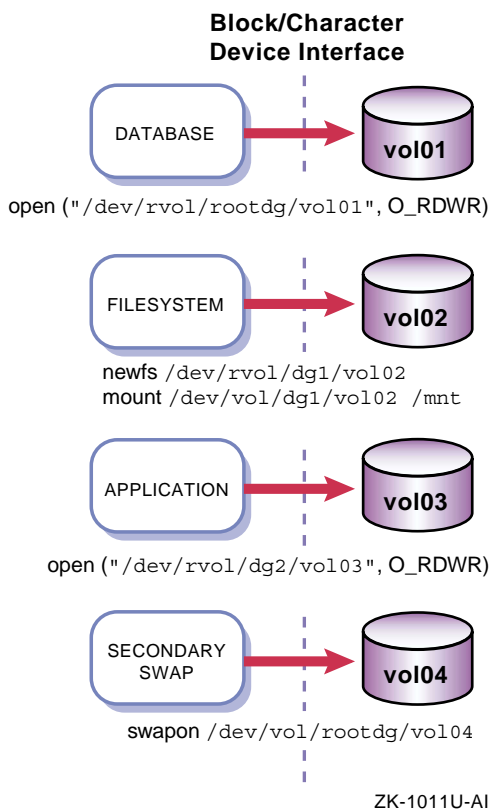 Block/Character
Device Interface
DATABASE
vol01
open ("/dev/rvol/rootdg/vol01", O_RDWR)
FILESYSTEM
vol02
newfs /dev/rvol/dg1/vol02
mount /dev/vol/dg1/vol02 /mnt
APPLICATION
vol03
open ("/dev/rvol/dg2/vol03", O_RDWR)
SECONDARY
SWAP
vol04
swapon /dev/vol/rootdg/vol04
ZK-1011U-AI